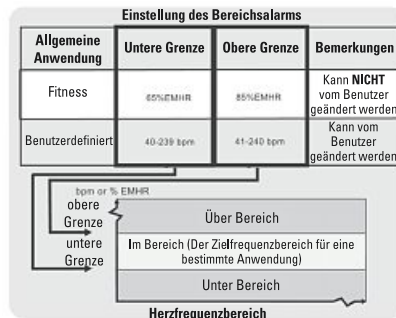 Einstellung des Bereichsalarms
Allgemeine Anwendung Untere Grenze Obere Grenze Bemerkungen
Fitness 65%EMHR 85%EMHR Kann NICHT vom Benutzer geändert werden
Benutzerdefiniert 40-239 bpm 41-240 bpm Kann vom Benutzer geändert werden
bpm or % EMHR
obere Grenze
Über Bereich
untere Grenze
Im Bereich (Der Zielfrequenzbereich für eine
bestimmte Anwendung)
Unter Bereich
Herzfrequenzbereich